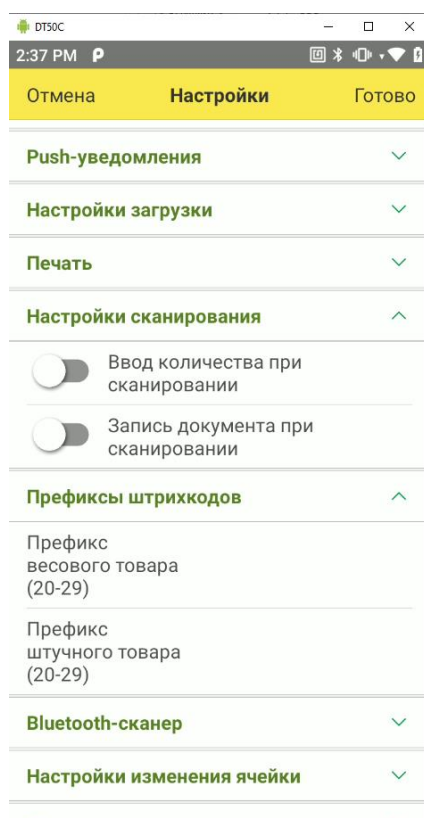 DT50C
2:37 PM
Отмена Настройки Готово
Push-уведомления
Настройки загрузки
Печать
Настройки сканирования
Ввод количества при
сканировании
Запись документа при
сканировании
Префиксы штрихкодов
Префикс
весового товара
(20-29)
Префикс
штучного товара
(20-29)
Bluetooth-сканер
Настройки изменения ячейки